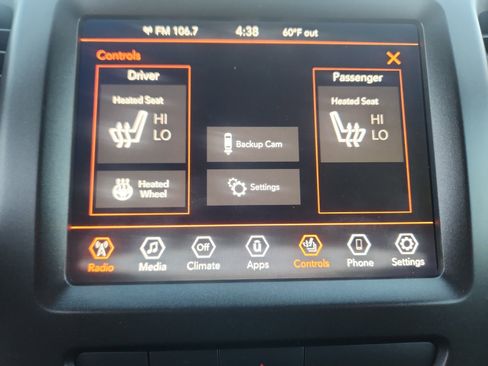 FM 106.7 4:38 60°F out
Controls
Driver
Heated Seat
HI
LO
Heated
Wheel
Backup Cam
Settings
Passenger
Heated Seat
HI
LO
Radio
Media
Off
Climate
Apps
Controls
Phone
Settings